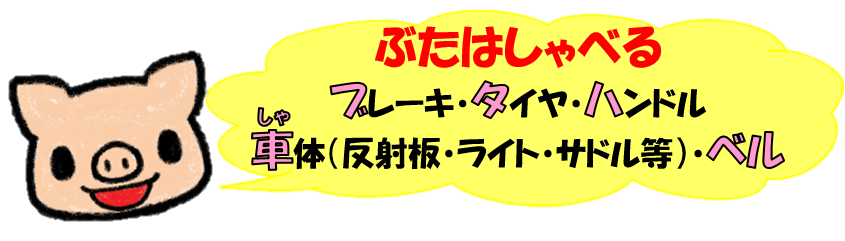 ぶたはしゃべる
ブレーキ・タイヤ・ハンドル
しゃ
車体（反射板・ライト・サドル等）・ベル